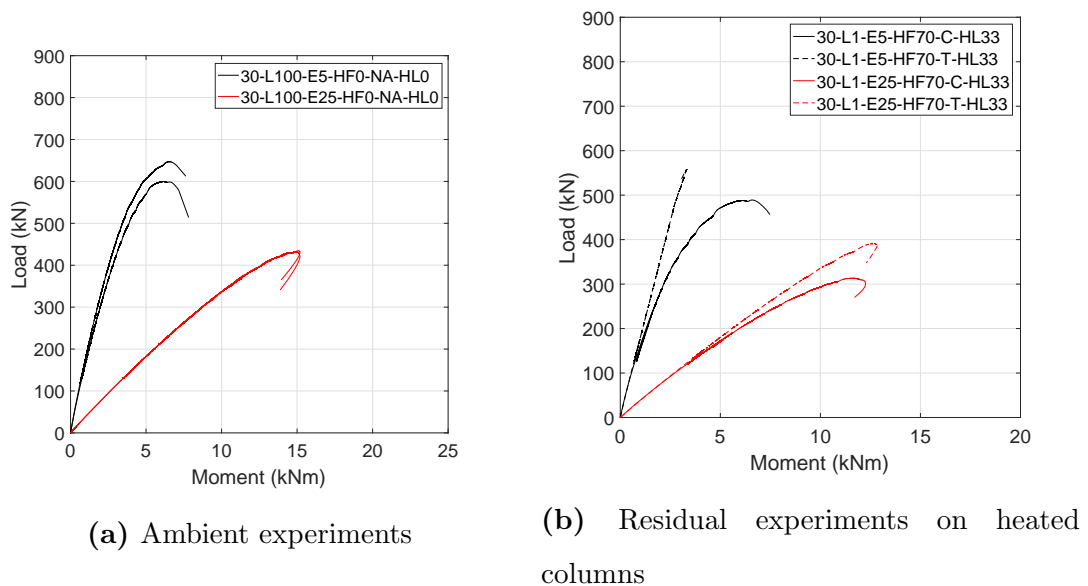 900
800
700
600
500
400
300
200
100
0
Load (kN)
0 5 10 15 20 25
Moment (kNm)
30-L100-E5-HF0-NA-HL0
30-L100-E25-HF0-NA-HL0
(a) Ambient experiments
900
800
700
600
500
400
300
200
100
0
Load (kN)
0 5 10 15 20
Moment (kNm)
30-L1-E5-HF70-C-HL33
30-L1-E5-HF70-T-HL33
30-L1-E25-HF70-C-HL33
30-L1-E25-HF70-T-HL33
(b) Residual experiments on heated
columns